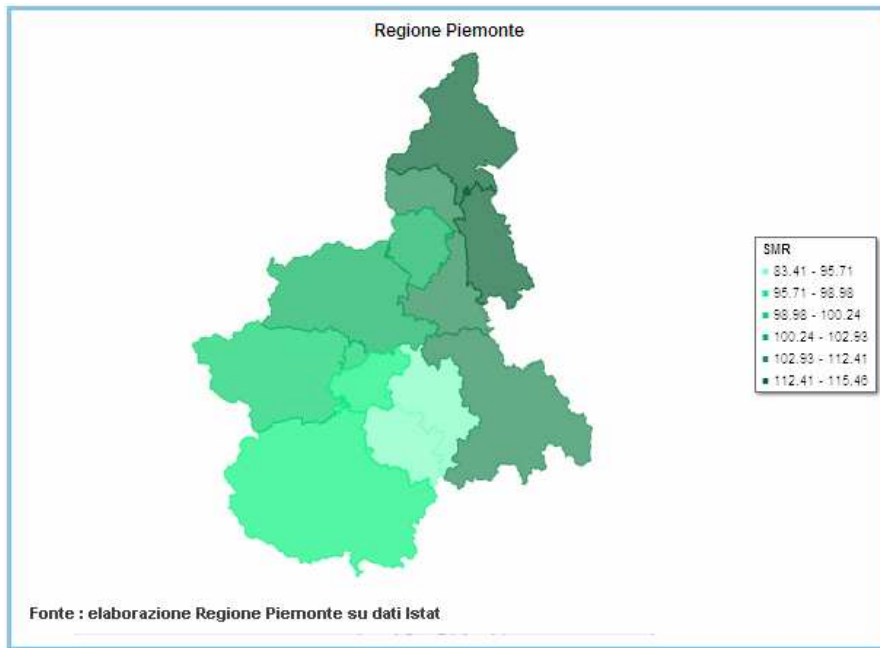 Regione Piemonte
SMR
83.41 - 95.71
95.71 - 98.98
98.98 - 100.24
100.24 - 102.93
102.93 - 112.41
112.41 - 115.46
Fonte : elaborazione Regione Piemonte su dati Istat